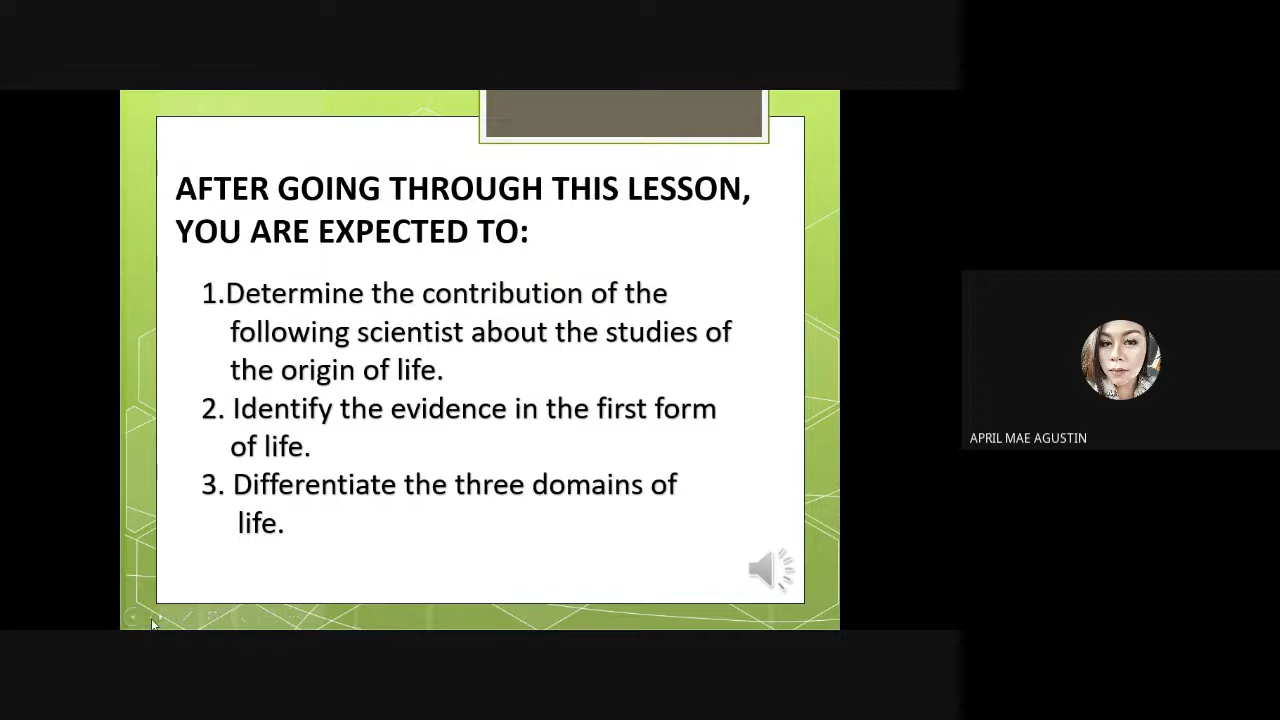 AFTER GOING THROUGH THIS LESSON,
YOU ARE EXPECTED TO:
1.Determine the contribution of the
following scientist about the studies of
the origin of life.
2. Identify the evidence in the first form
of life.
3. Differentiate the three domains of
life.
APRIL MAE AGUSTIN